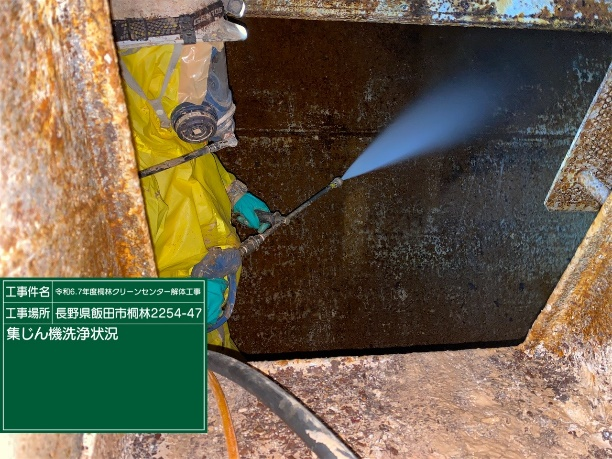 工事件名 令和6.7年度桐林クリーンセンター解体工事
工事場所 長野県飯田市桐林2254-47
集じん機洗浄状況